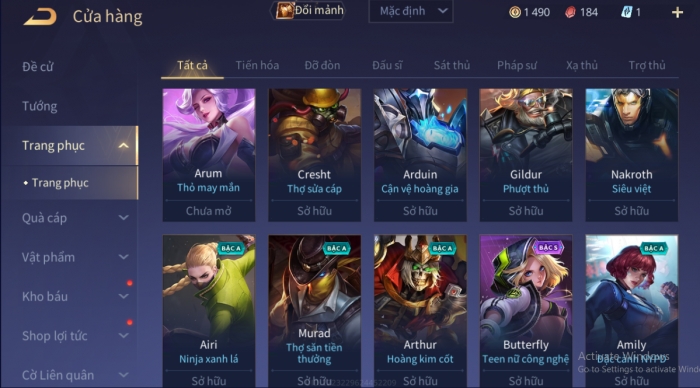 Cửa hàng
Đổi mảnh
Mặc định
1 490
184
1
Đề cử
Tướng
Trang phục
Trang phục
Quà cáp
Vật phẩm
Kho báu
Shop lợi tức
Cờ Liên quân
Tất cả Tiến hóa Đỡ đòn Đấu sĩ Sát thủ Pháp sư Xạ thủ Trợ thủ
Arum
Thỏ may mắn
Chưa mở
Cresht
Thợ sửa cáp
Sở hữu
Arduin
Cận vệ hoàng gia
Sở hữu
Gildur
Phượt thủ
Sở hữu
Nakroth
Siêu việt
Sở hữu
BẬC A
Airi
Ninja xanh lá
Sở hữu
BẬC A
Murad
Thợ săn tiền
thưởng
Sở hữu
BẬC A
Arthur
Hoàng kim cốt
Sở hữu
BẬC S
Butterfly
Teen nữ công nghệ
Sở hữu
BẬC A
Amily
Sở hữu
Activate Windows
Go to Settings to activate Wind